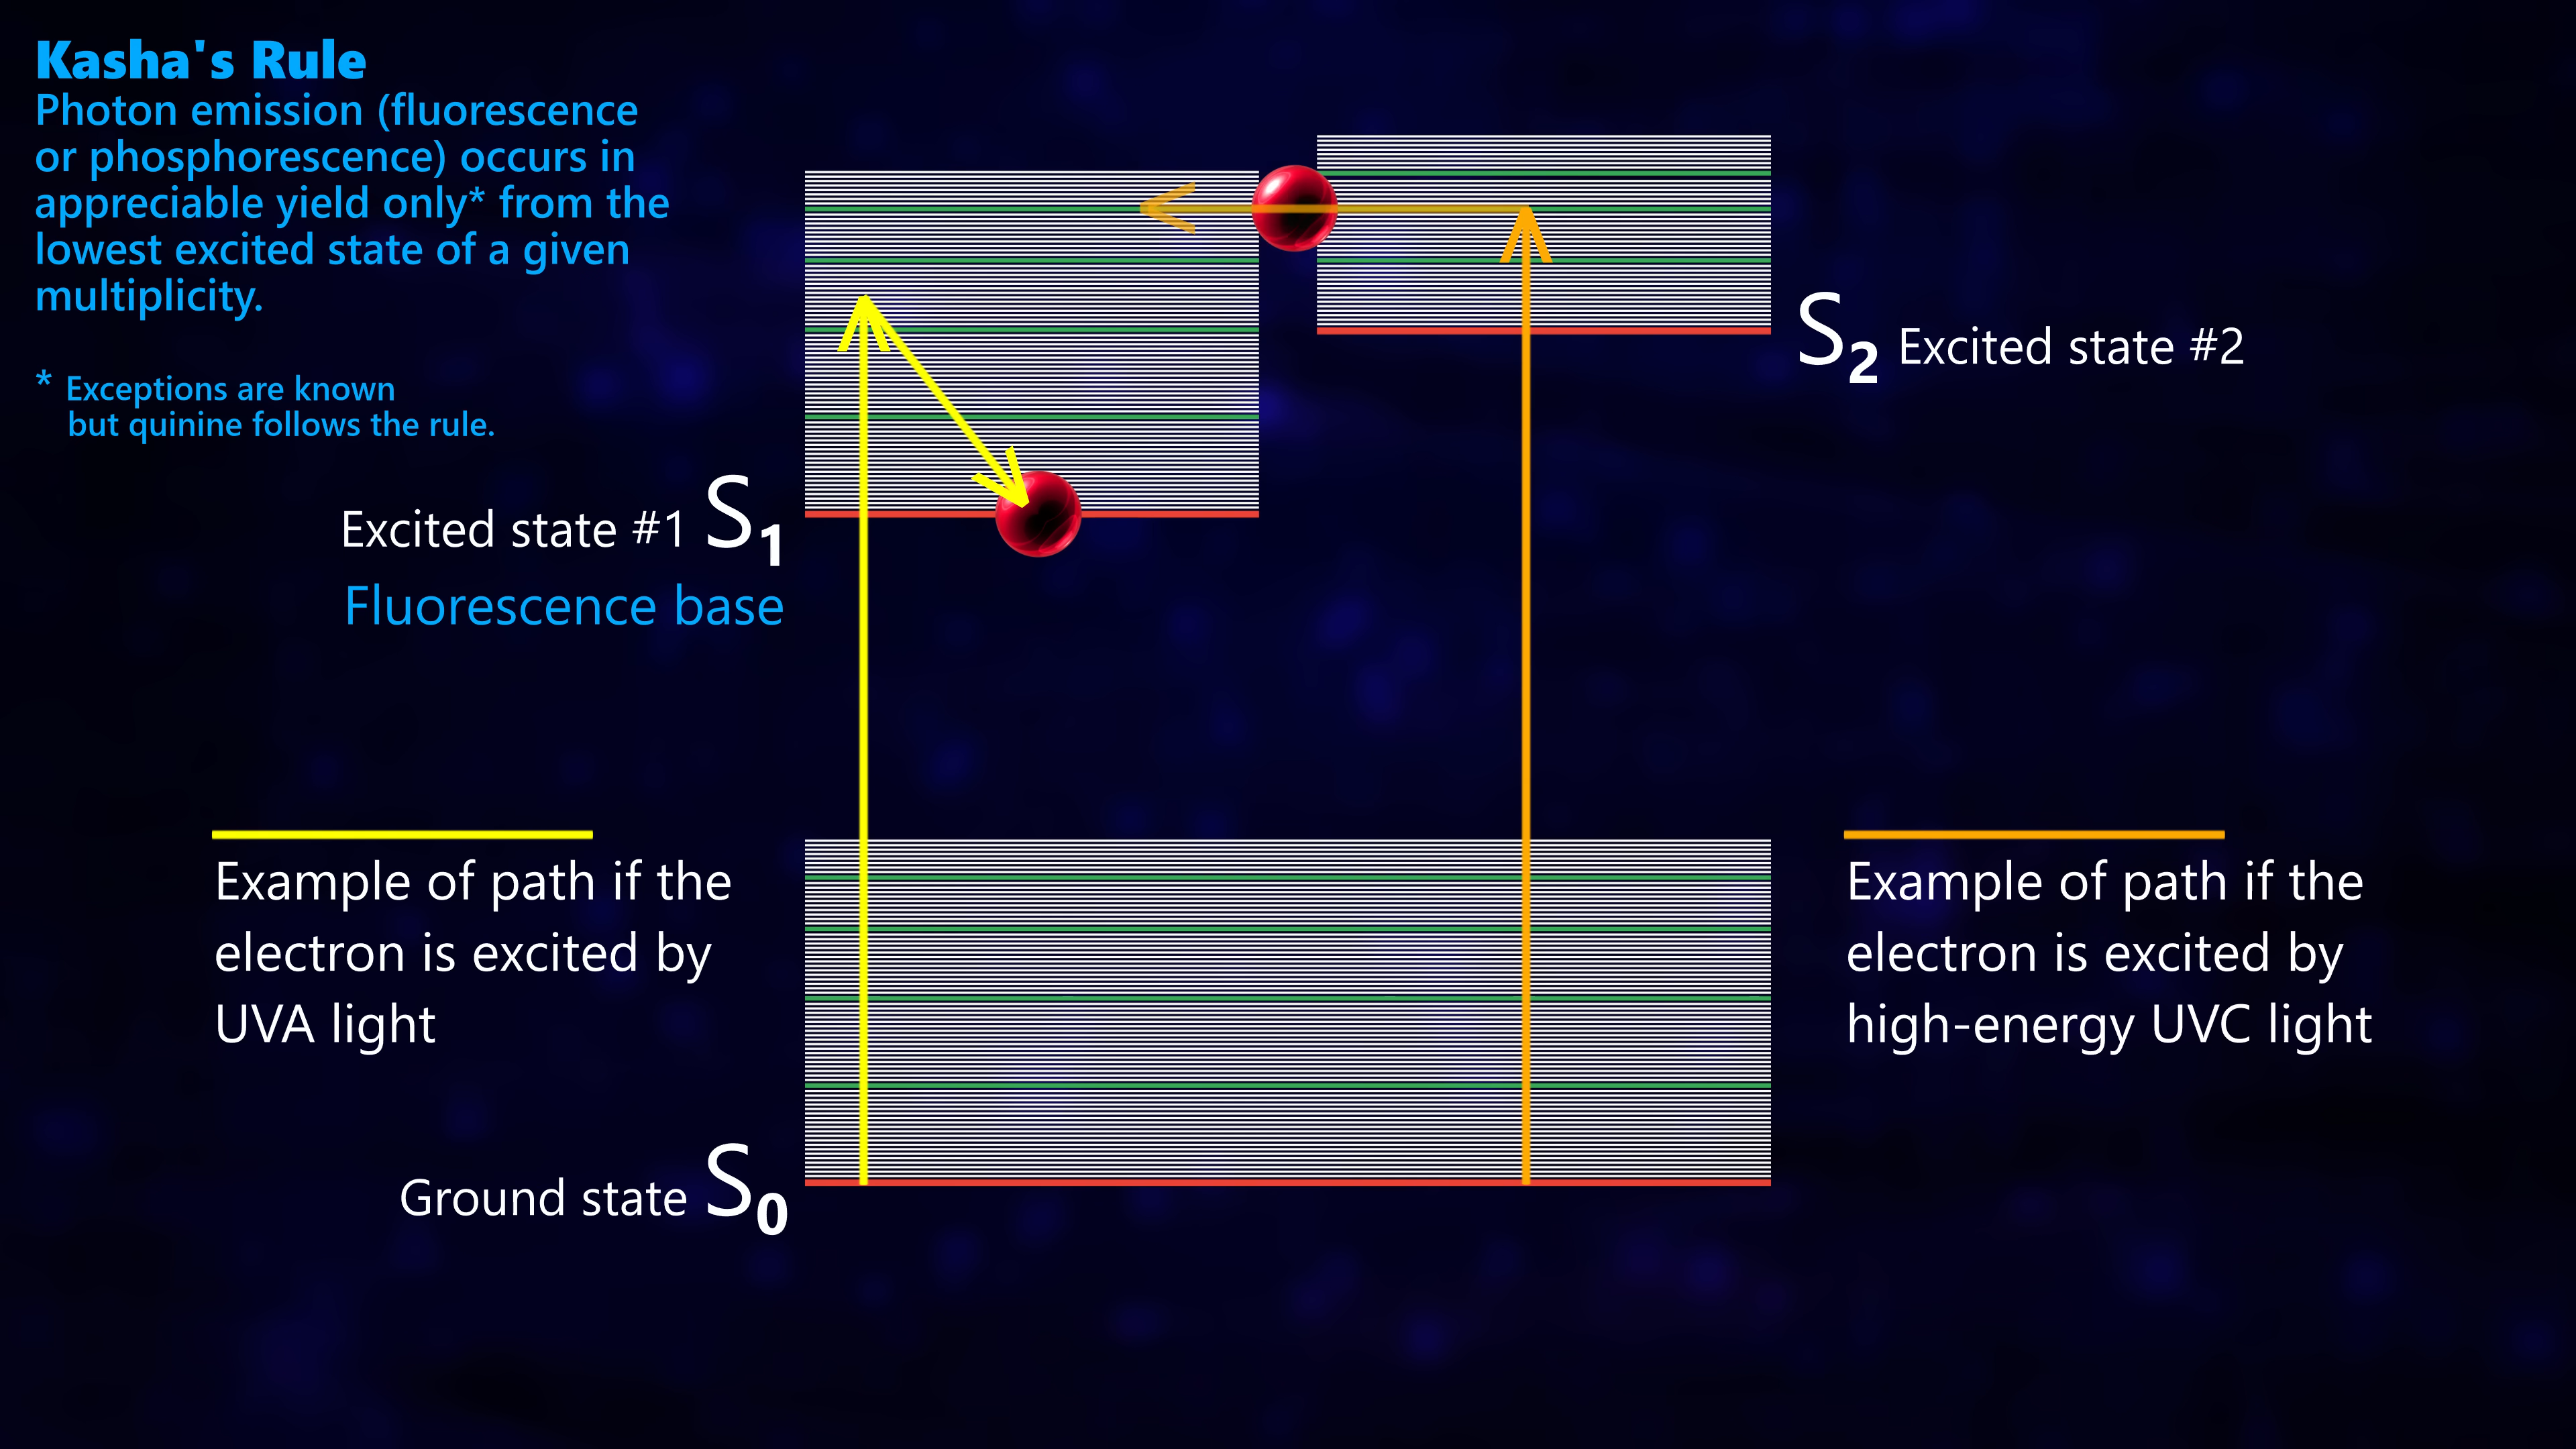 Kasha's Rule
Photon emission (fluorescence
or phosphorescence) occurs in
appreciable yield only* from the
lowest excited state of a given
multiplicity.
* Exceptions are known
but quinine follows the rule.
S2 Excited state #2
Excited state #1 S1
Fluorescence base
Example of path if the
electron is excited by
UVA light
Example of path if the
electron is excited by
high-energy UVC light
Ground state S0